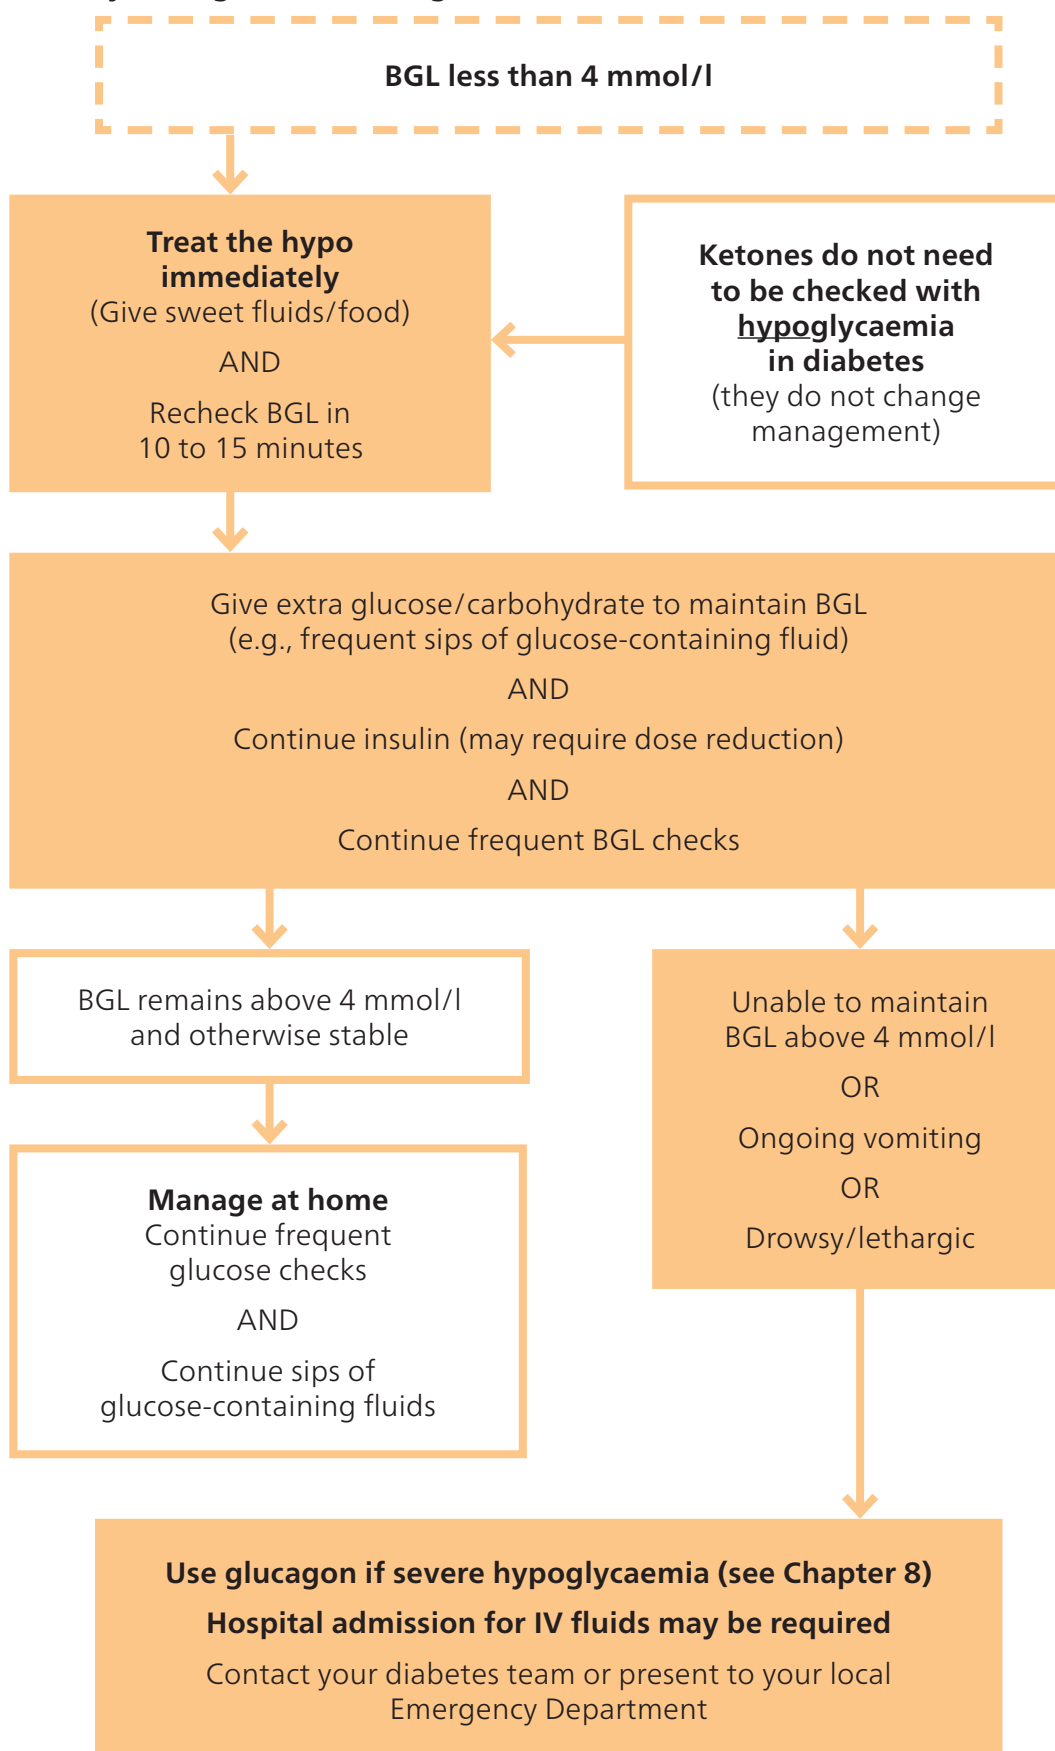 BGL less than 4 mmol/l
Treat the hypo
immediately
(Give sweet fluids/food)
AND
Recheck BGL in
10 to 15 minutes
Ketones do not need
to be checked with
hypoglycaemia
in diabetes
(they do not change
management)
Give extra glucose/carbohydrate to maintain BGL
(e.g., frequent sips of glucose-containing fluid)
AND
Continue insulin (may require dose reduction)
AND
Continue frequent BGL checks
BGL remains above 4 mmol/l
and otherwise stable
Manage at home
Continue frequent
glucose checks
AND
Continue sips of
glucose-containing fluids
Unable to maintain
BGL above 4 mmol/l
OR
Ongoing vomiting
OR
Drowsy/lethargic
Use glucagon if severe hypoglycaemia (see Chapter 8)
Hospital admission for IV fluids may be required
Contact your diabetes team or present to your local
Emergency Department